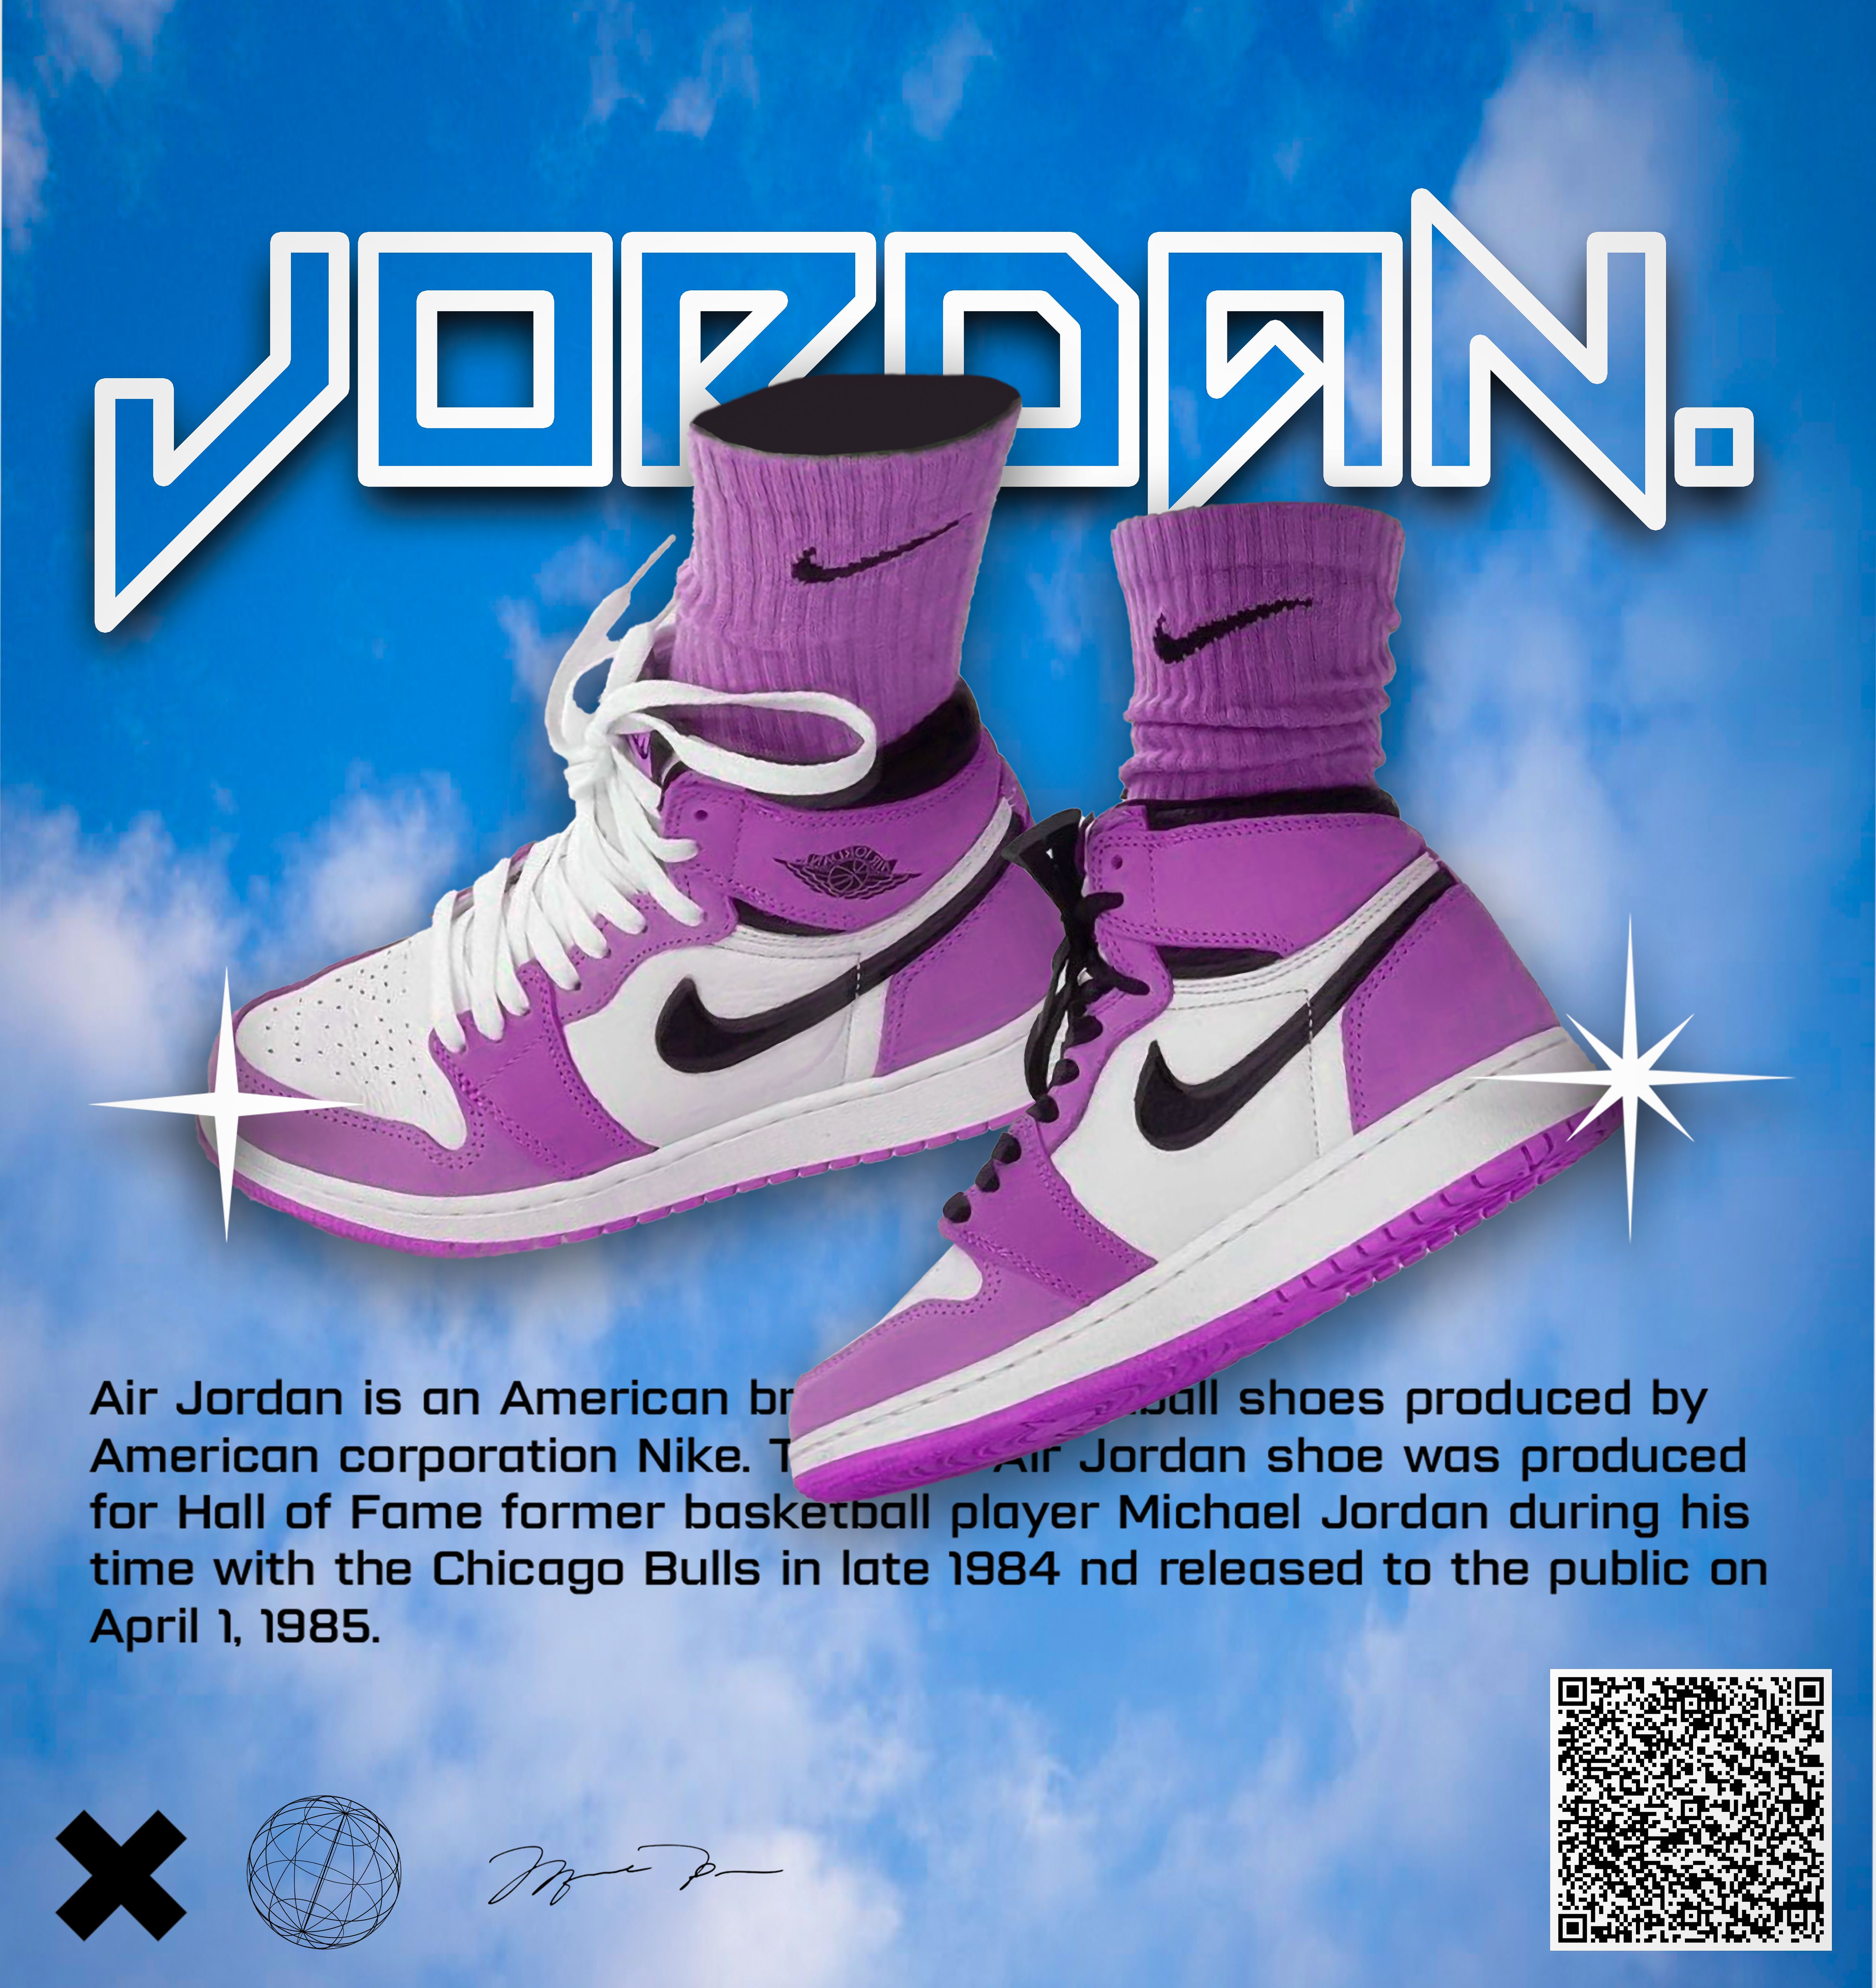 JORDAN.
Air Jordan is an American ball shoes produced by
American corporation Nike. Air Jordan shoe was produced
for Hall of Fame former basketball player Michael Jordan during his
time with the Chicago Bulls in late 1984 nd released to the public on
April 1, 1985.